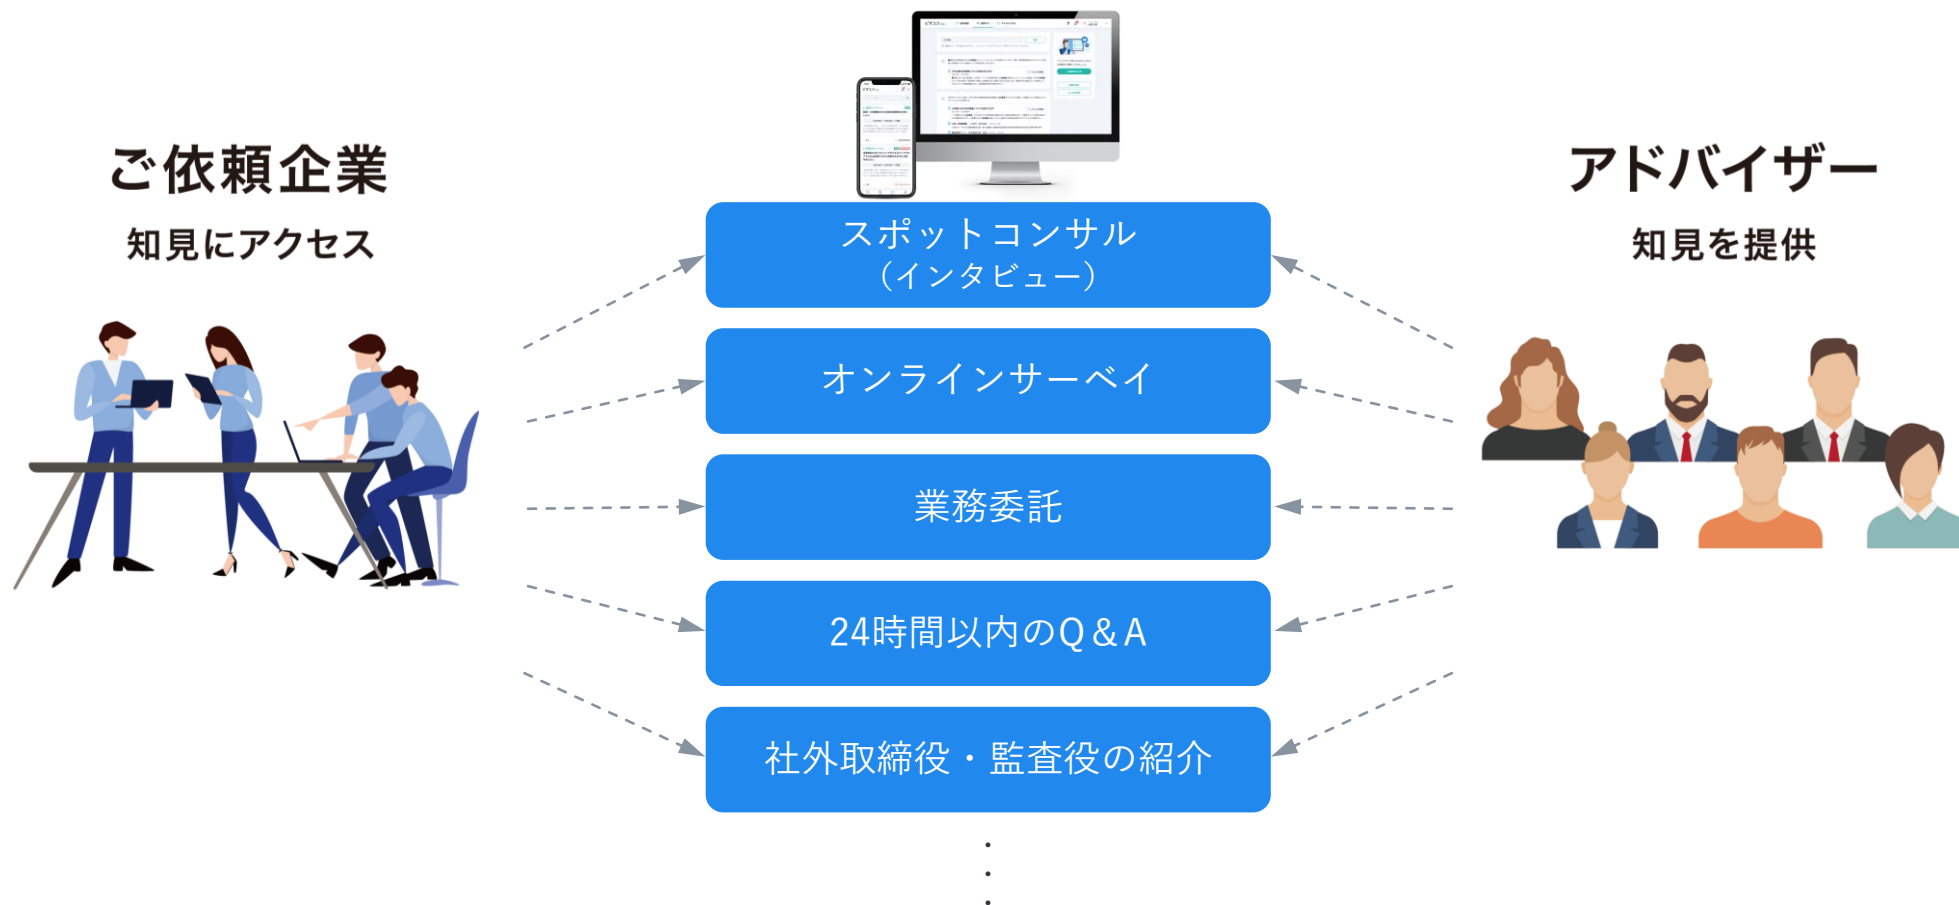 ご依頼企業
知見にアクセス
アドバイザー
知見を提供
スポットコンサル
（インタビュー）
オンラインサーベイ
業務委託
24時間以内のQ＆A
社外取締役・監査役の紹介